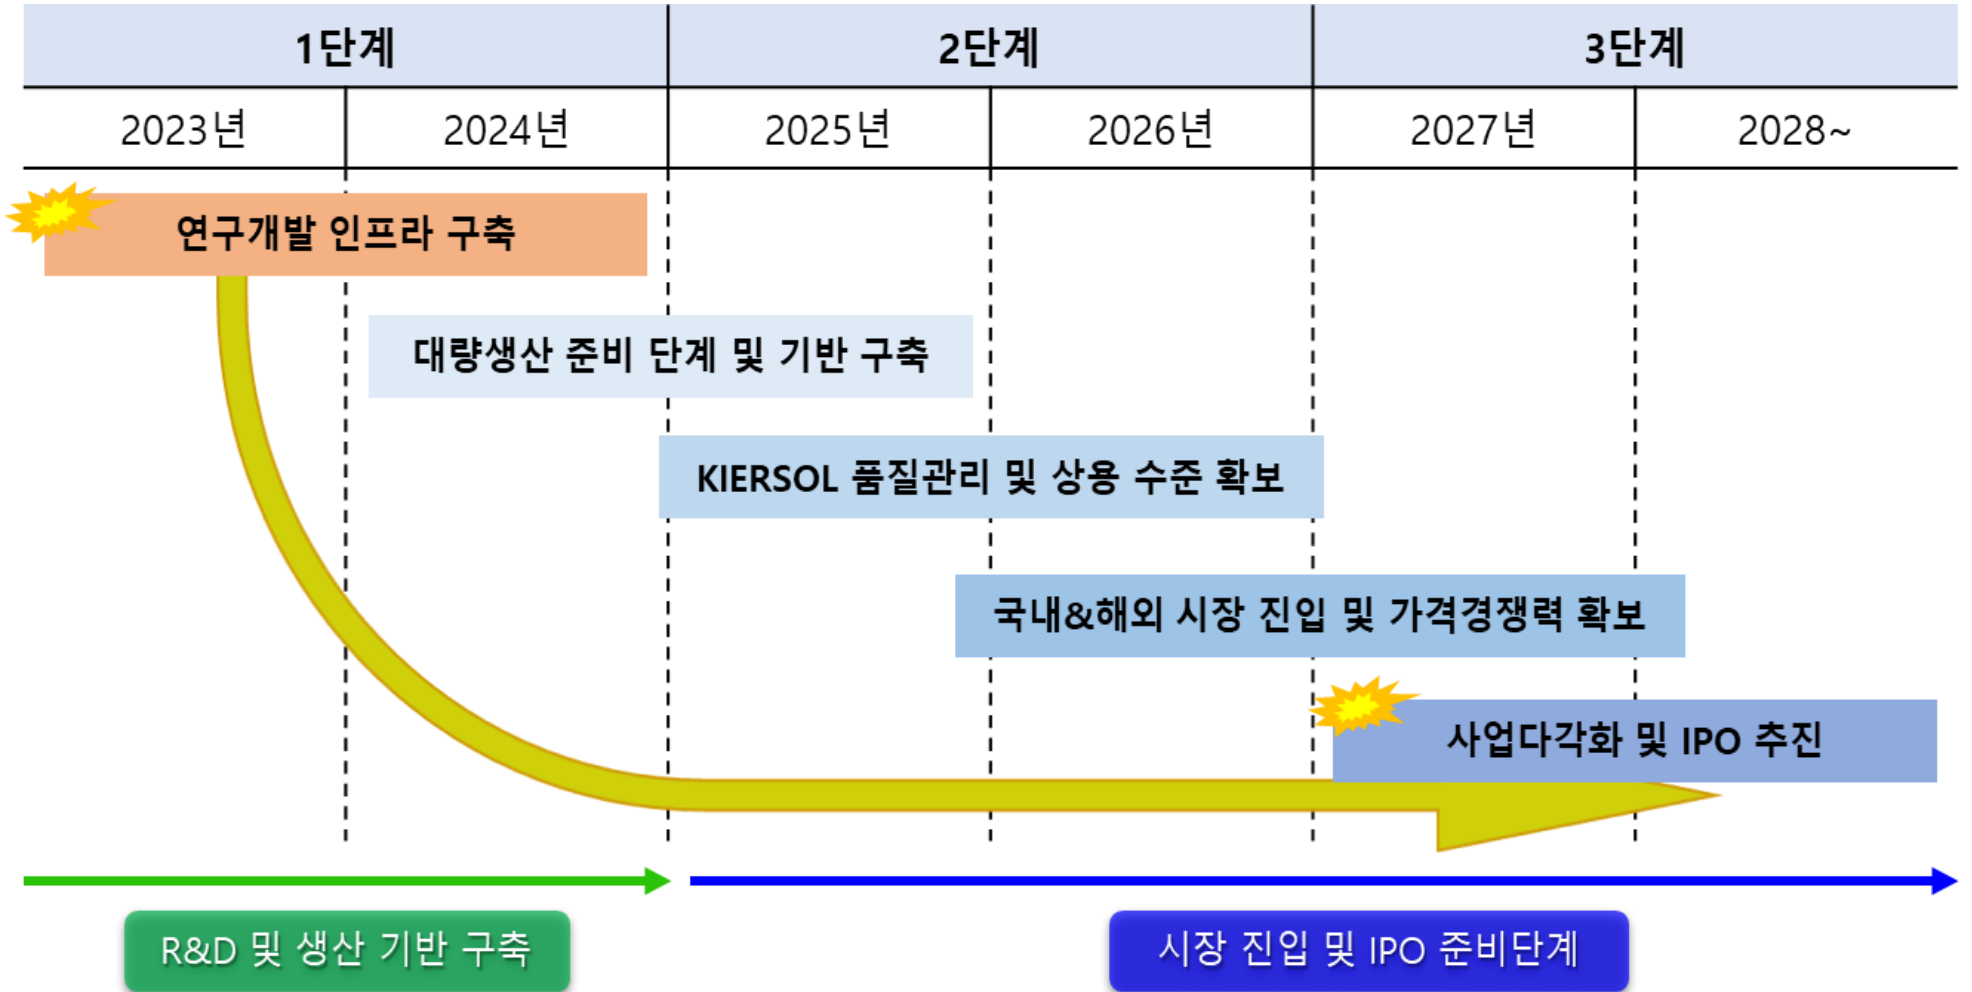 1단계
2단계
3단계
2023년
2024년
2025년
2026년
2027년
2028~
연구개발 인프라 구축
대량생산 준비 단계 및 기반 구축
KIERSOL 품질관리 및 상용 수준 확보
국내&해외 시장 진입 및 가격경쟁력 확보
사업다각화 및 IPO 추진
R&D 및 생산 기반 구축
시장 진입 및 IPO 준비단계